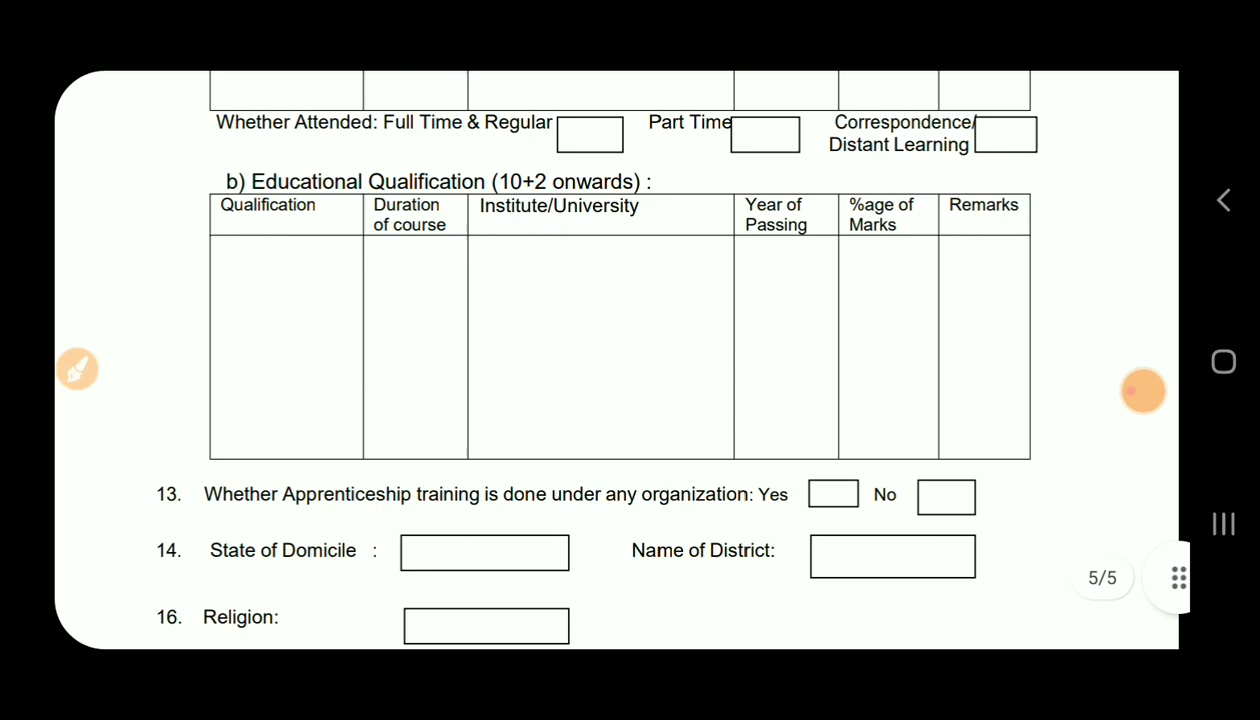 Whether Attended: Full Time & Regular Part Time Correspondence/
Distant Learning
b) Educational Qualification (10+2 onwards) :
Qualification Duration of course Institute/University Year of Passing %age of Marks Remarks
13. Whether Apprenticeship training is done under any organization: Yes No
14. State of Domicile : Name of District:
5/5
16. Religion: